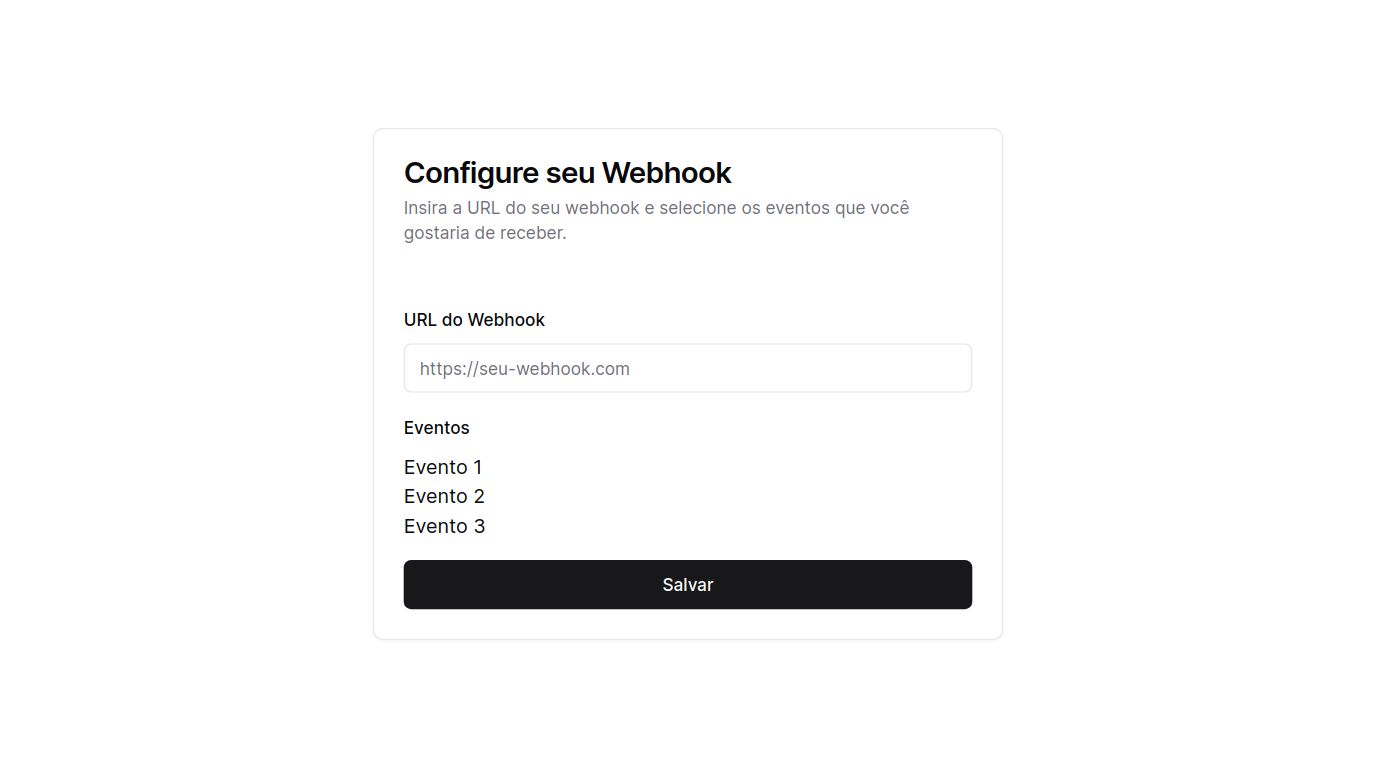 Configure seu Webhook
Insira a URL do seu webhook e selecione os eventos que você
gostaria de receber.
URL do Webhook
https://seu-webhook.com
Eventos
Evento 1
Evento 2
Evento 3
Salvar